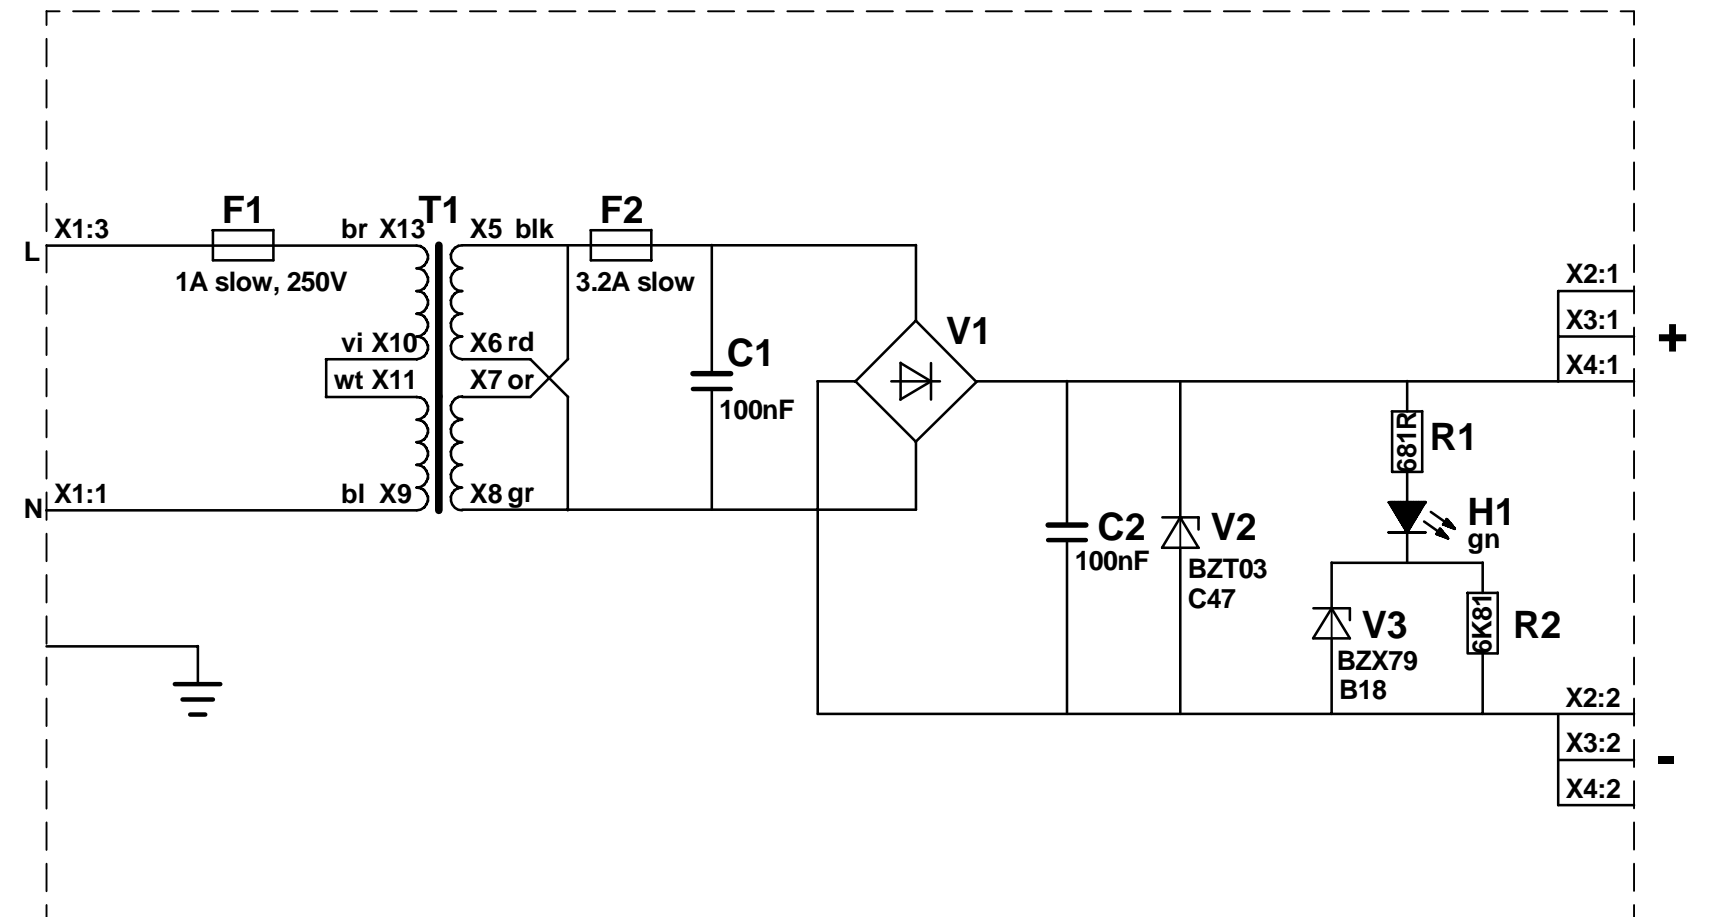 L
X1:3
F1
1A slow, 250V
br X13
T1
X5 blk
F2
3.2A slow
vi X10
wt X11
X6 rd
X7 or
C1
100nF
V1
X2:1
X3:1
X4:1
+
N
X1:1
bl X9
X8 gr
681R
R1
H1
gn
C2
100nF
V2
BZT03
C47
V3
BZX79
B18
6K81
R2
X2:2
X3:2
X4:2
-